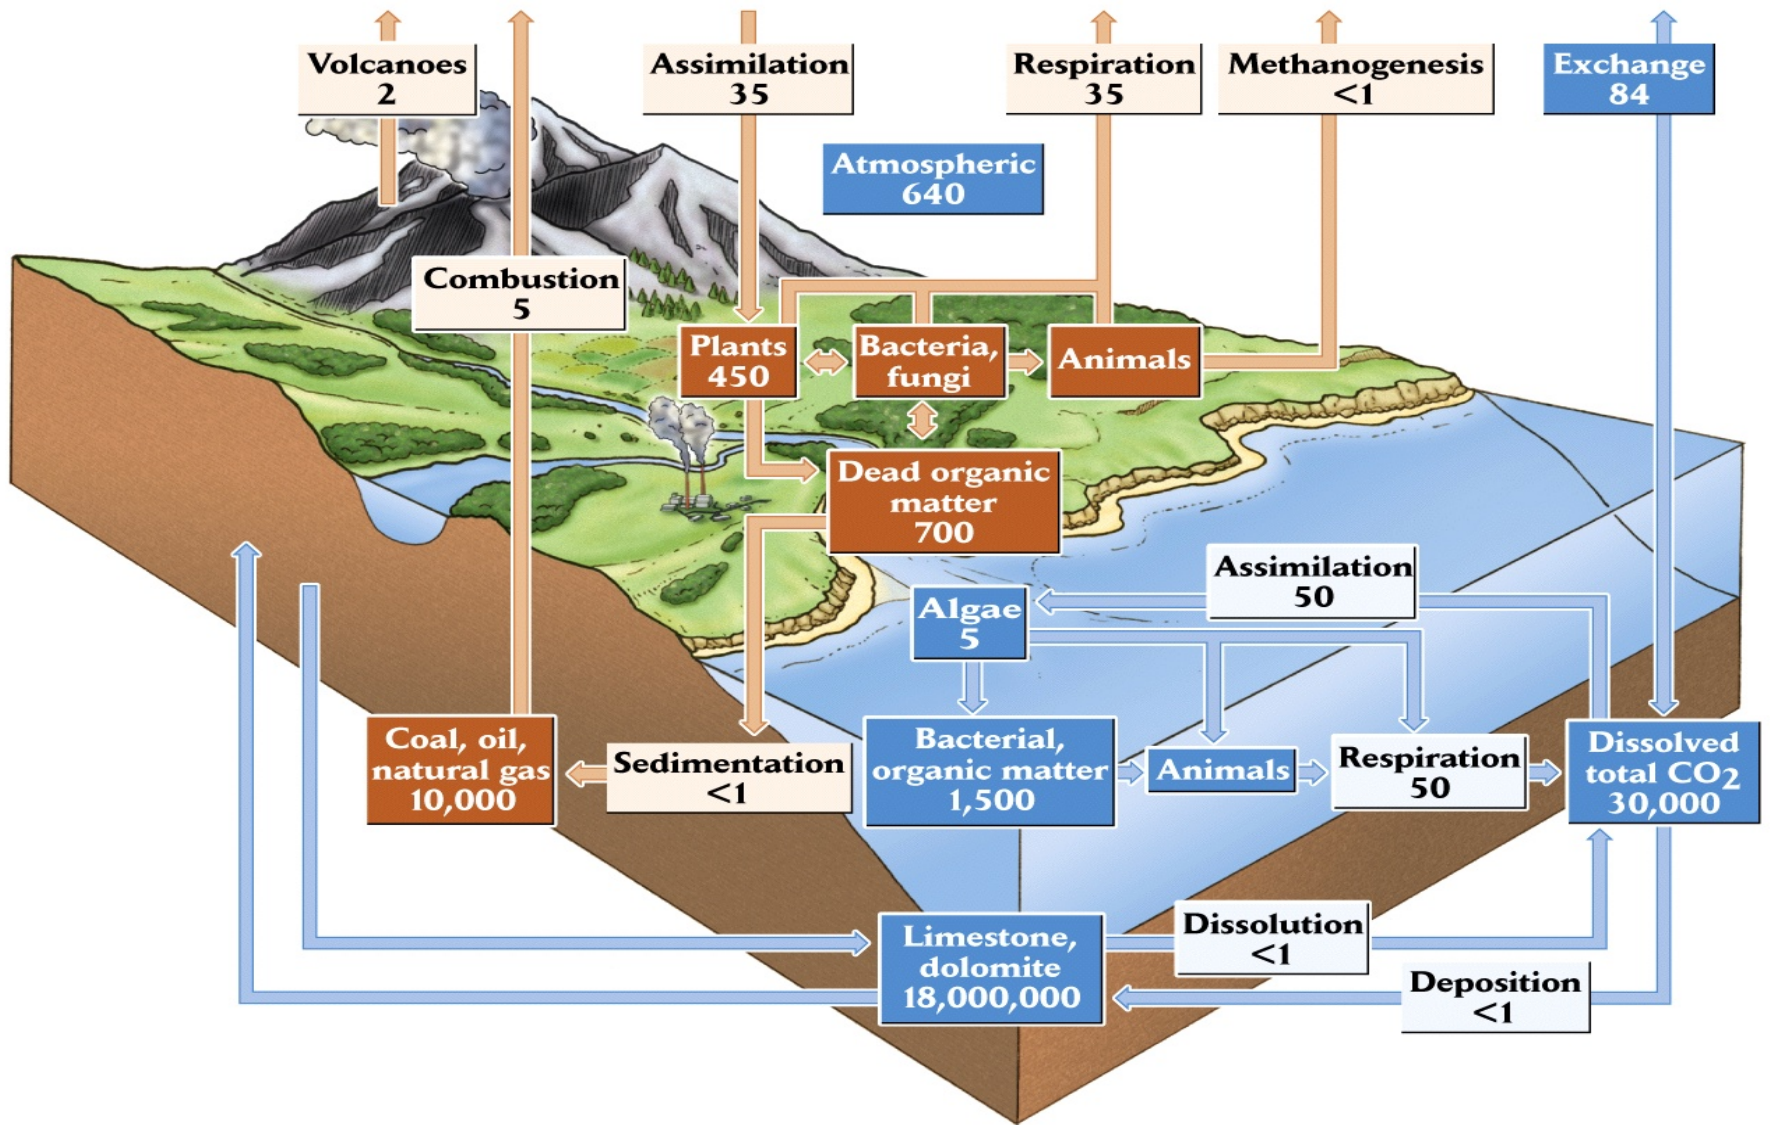 Volcanoes
2
Assimilation
35
Respiration
35
Methanogenesis
<1
Exchange
84
Atmospheric
640
Combustion
5
Plants
450
Bacteria,
fungi
Animals
Dead organic
matter
700
Assimilation
50
Algae
5
Coal, oil,
natural gas
10,000
Sedimentation
<1
Bacterial,
organic matter
1,500
Animals
Respiration
50
Dissolved
total CO2
30,000
Limestone,
dolomite
18,000,000
Dissolution
<1
Deposition
<1